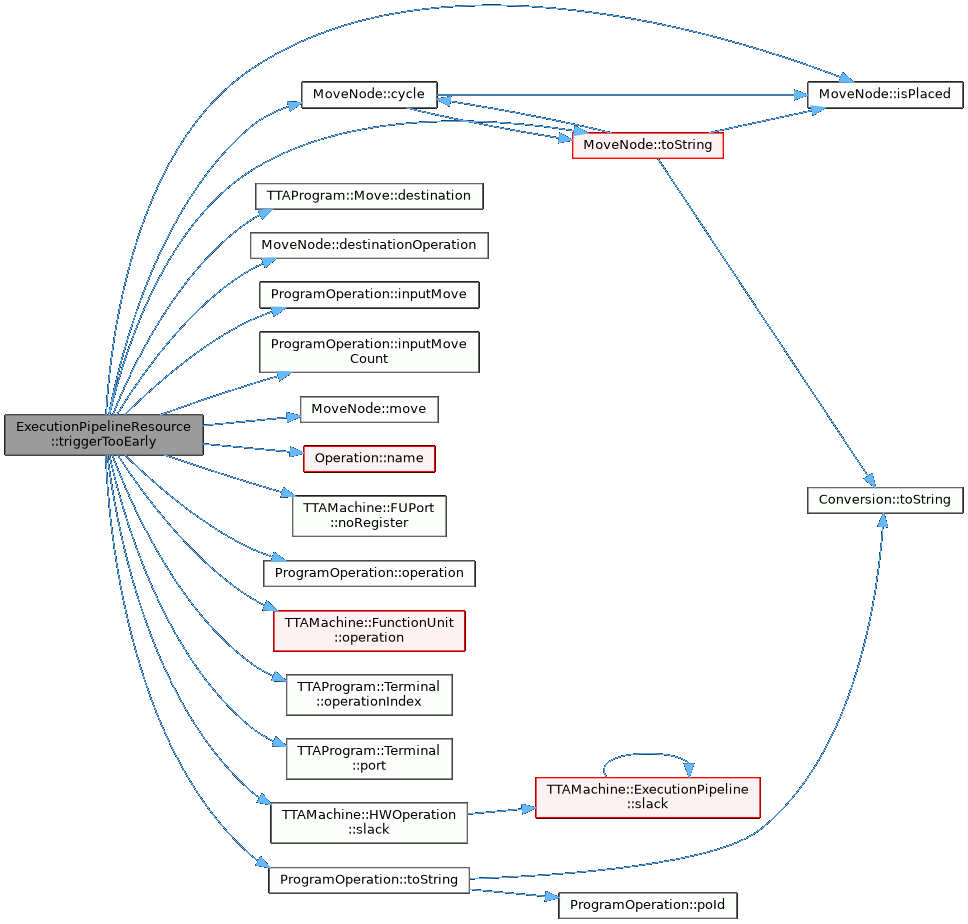 MoveNode::cycle
MoveNode::isPlaced
MoveNode::toString
TTAProgram::Move::destination
MoveNode::destinationOperation
ProgramOperation::inputMove
ProgramOperation::inputMove
Count
MoveNode::move
ExecutionPipelineResource
::triggerTooEarly
Operation::name
TTAMachine::FUPort
::noRegister
Conversion::toString
ProgramOperation::operation
TTAMachine::FunctionUnit
::operation
TTAProgram::Terminal
::operationIndex
TTAProgram::Terminal
::port
TTAMachine::ExecutionPipeline
::slack
TTAMachine::HWOperation
::slack
ProgramOperation::toString
ProgramOperation::poId